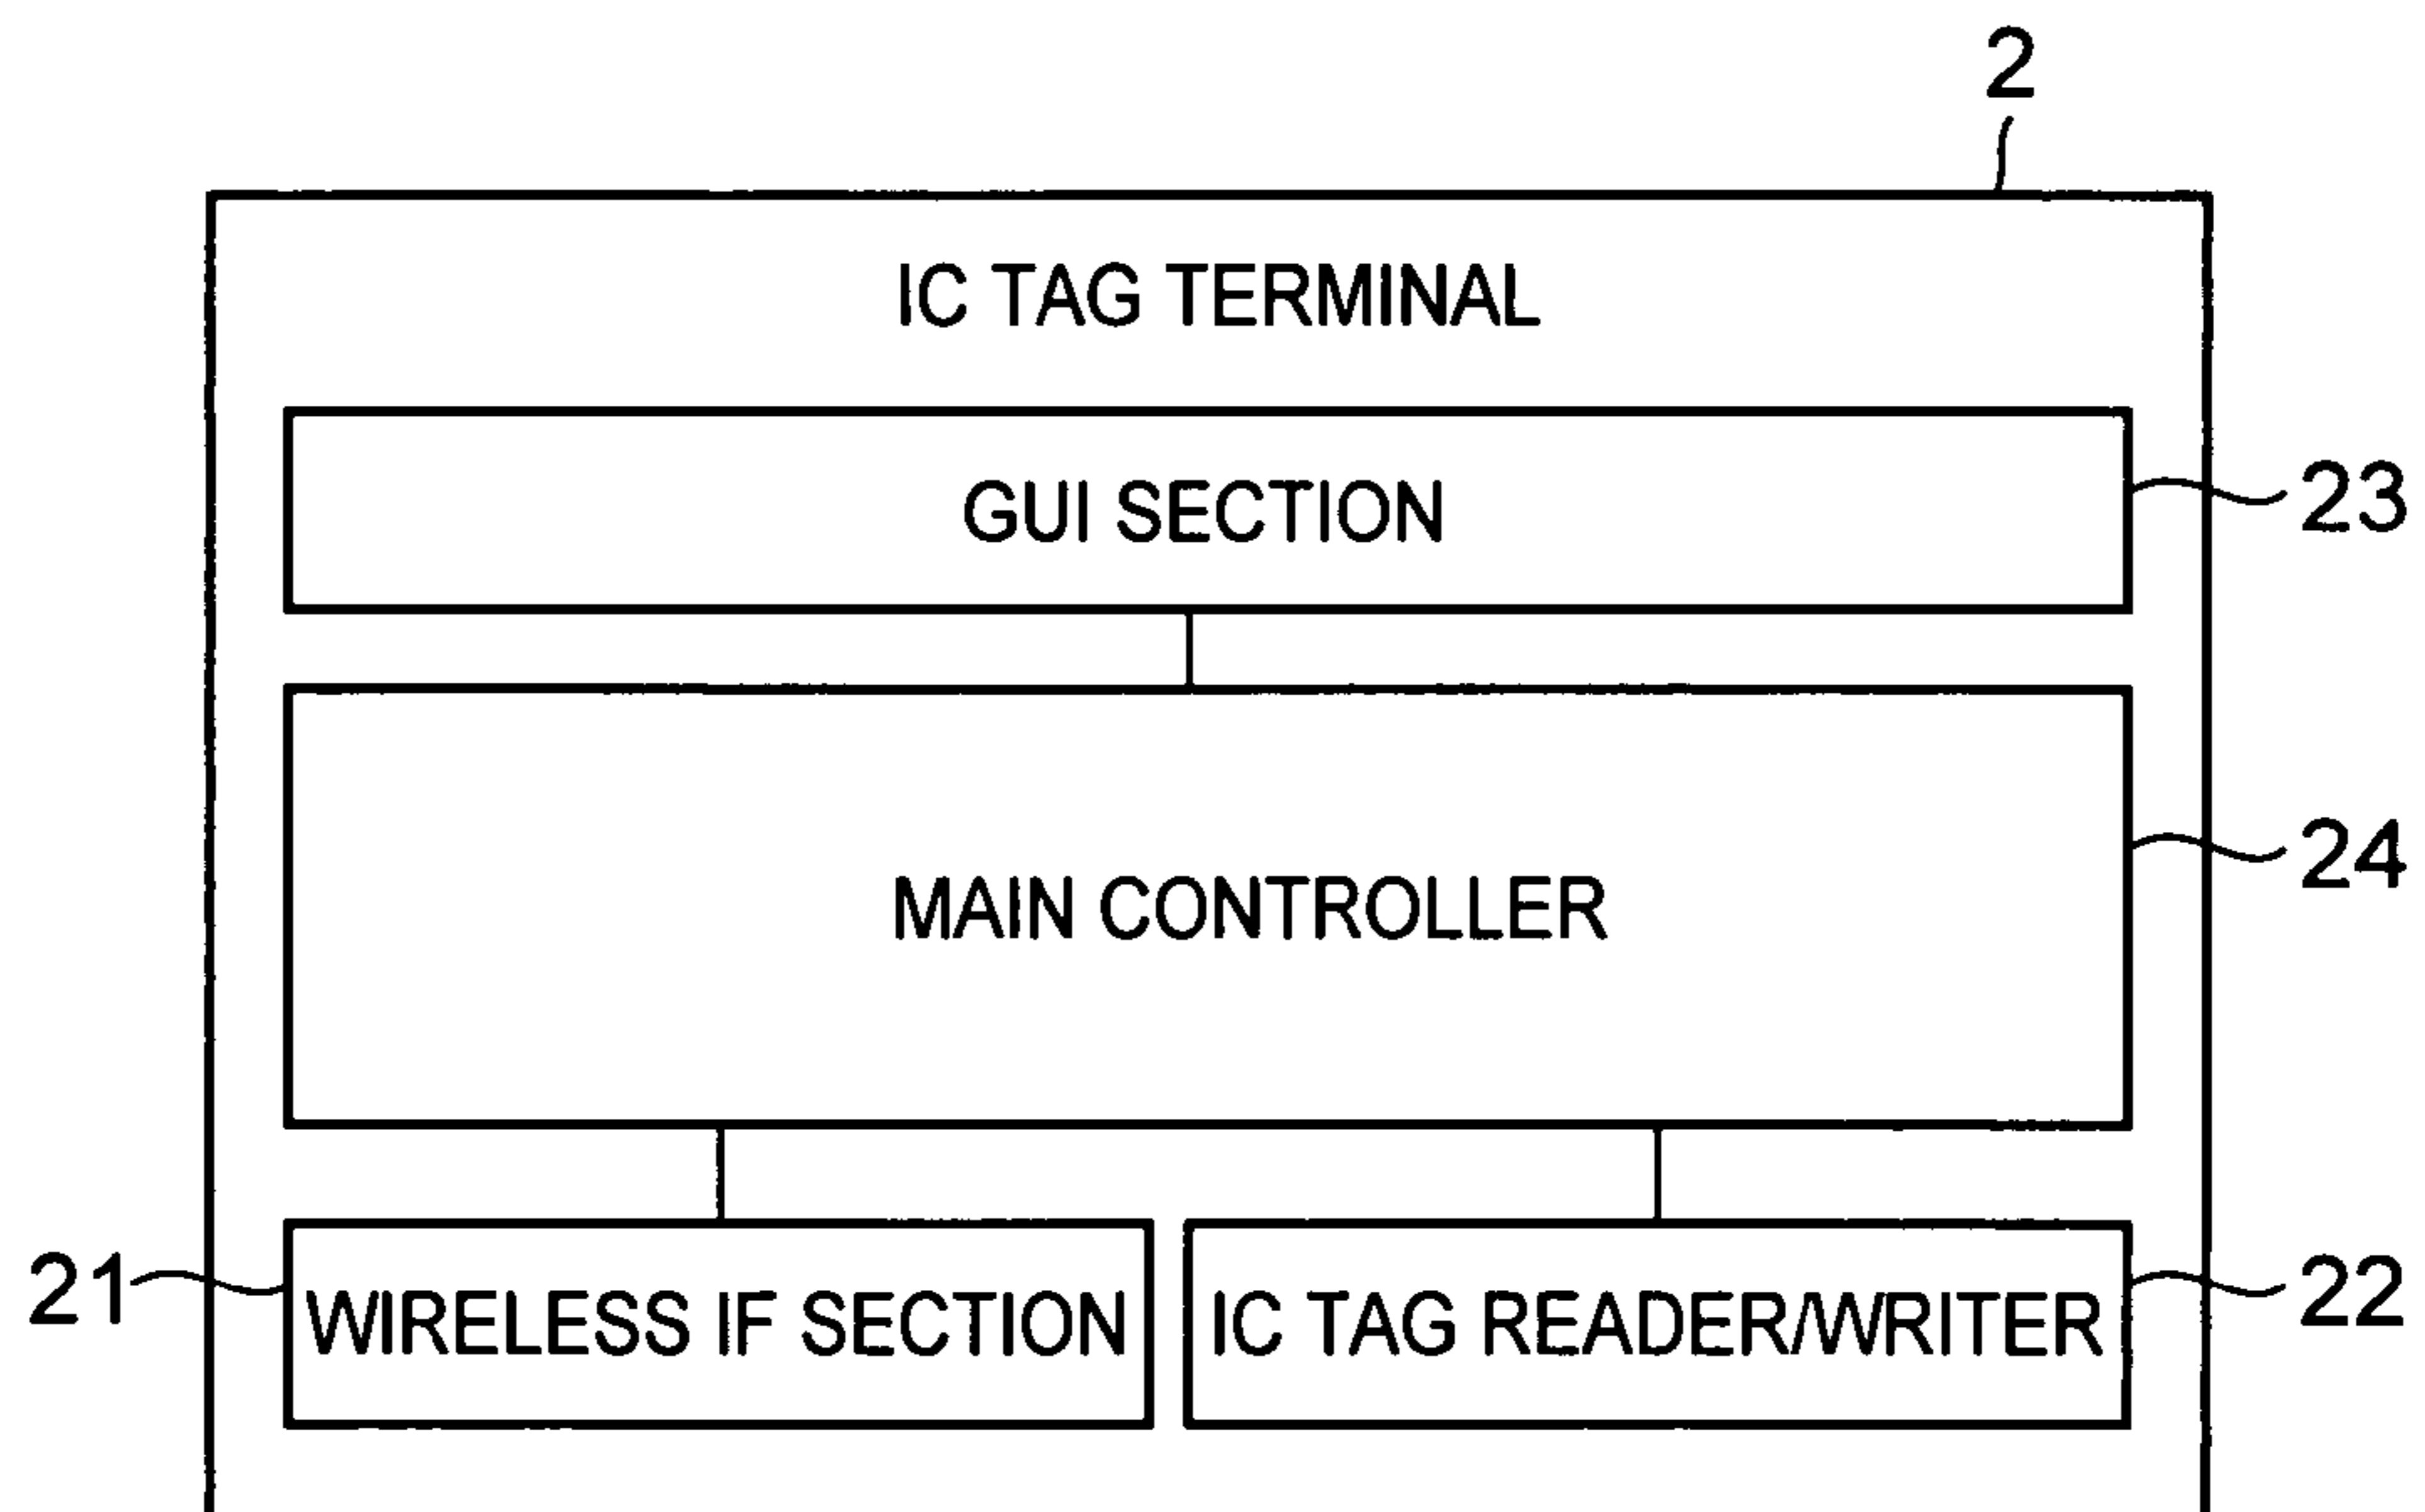 2
IC TAG TERMINAL
GUI SECTION
23
MAIN CONTROLLER
24
21
WIRELESS IF SECTION
IC TAG READER/WRITER
22